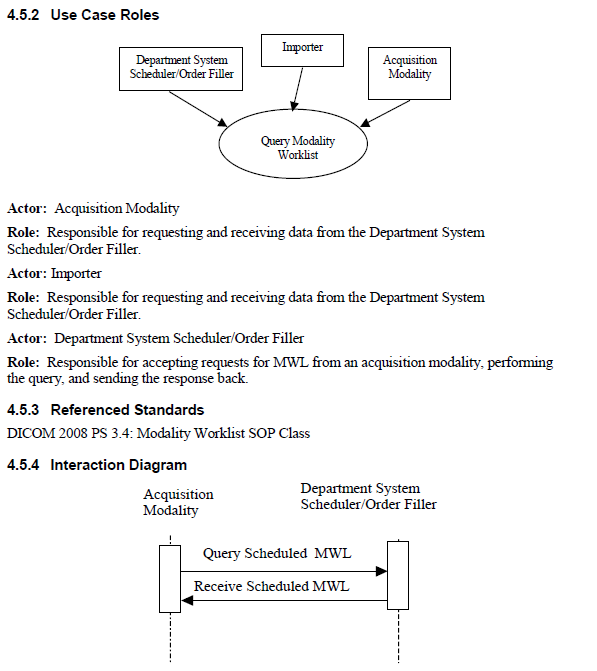 4.5.2 Use Case Roles
Importer
Department System
Scheduler/Order Filler
Acquisition
Modality
Query Modality
Worklist
Actor: Acquisition Modality
Role: Responsible for requesting and receiving data from the Department System
Scheduler/Order Filler.
Actor: Importer
Role: Responsible for requesting and receiving data from the Department System
Scheduler/Order Filler.
Actor: Department System Scheduler/Order Filler
Role: Responsible for accepting requests for MWL from an acquisition modality, performing
the query, and sending the response back.
4.5.3 Referenced Standards
DICOM 2008 PS 3.4: Modality Worklist SOP Class
4.5.4 Interaction Diagram
Acquisition
Modality
Department System
Scheduler/Order Filler
Query Scheduled MWL
Receive Scheduled MWL